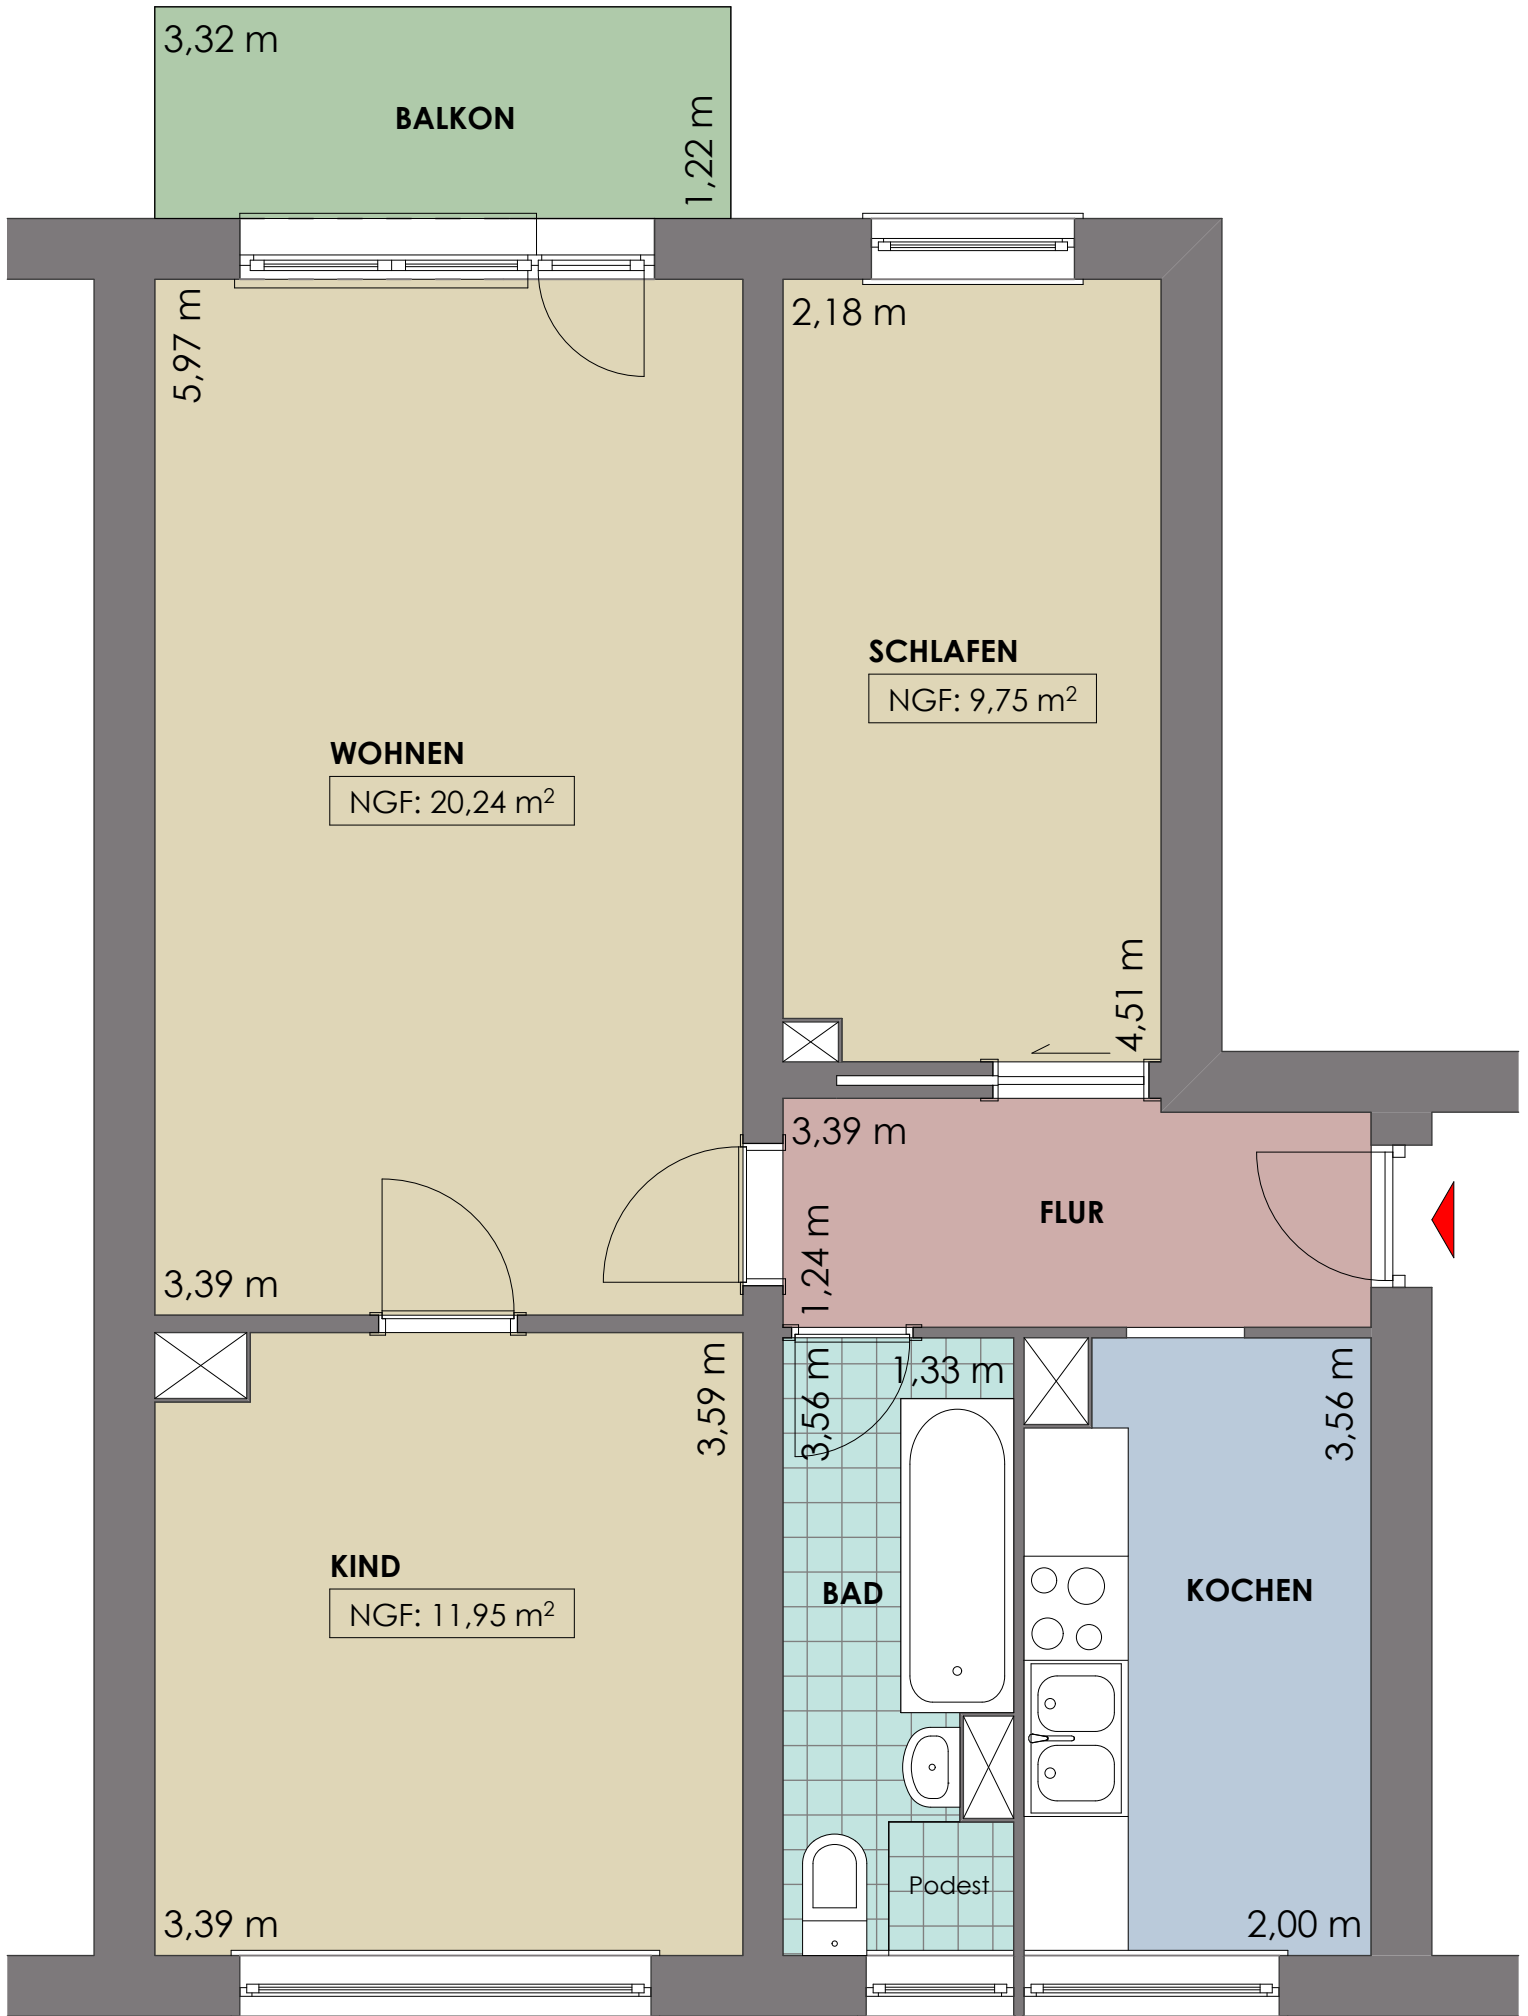 3,32 m
BALKON
1,22 m
5,97 m
2,18 m
SCHLAFEN
NGF: 9,75 m²
WOHNEN
NGF: 20,24 m²
4,51 m
3,39 m
FLUR
1,24 m
3,39 m
3,59 m
1,33 m
3,56 m
3,56 m
KIND
NGF: 11,95 m²
BAD
KOCHEN
Podest
3,39 m
2,00 m